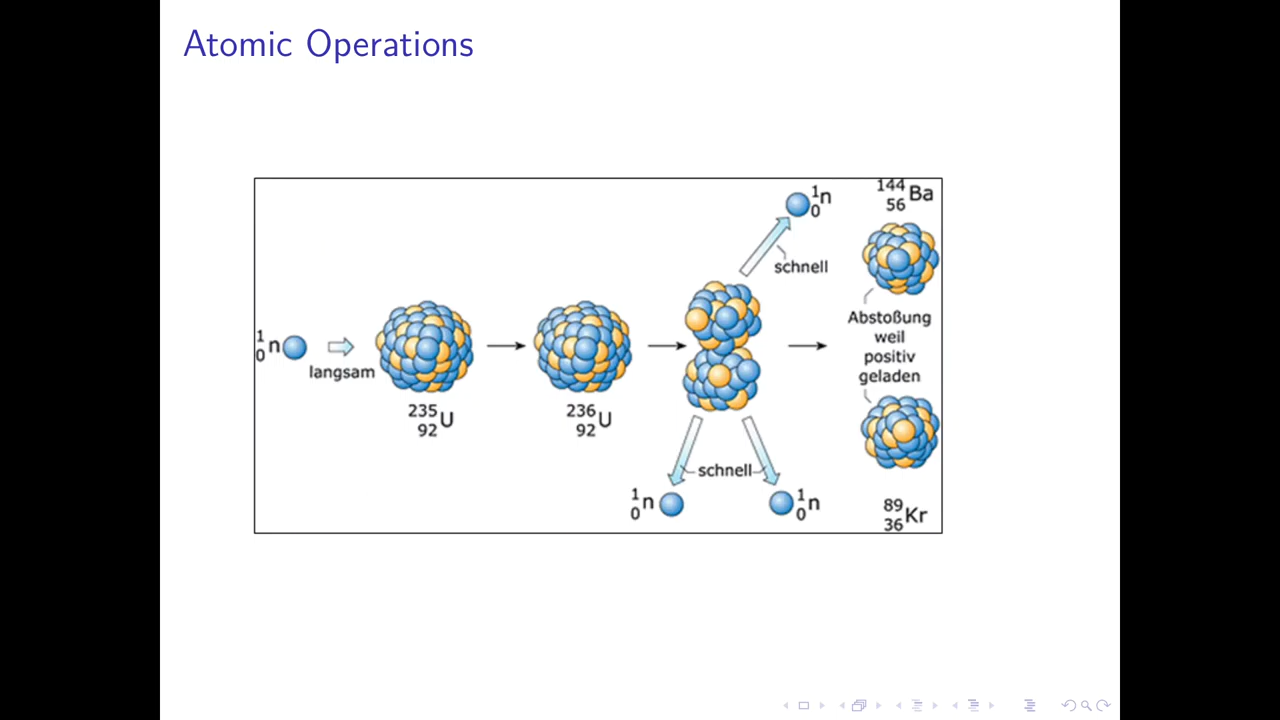 Atomic Operations
1
0 n
langsam
235
92 U
236
92 U
1
0 n
schnell
schnell
1
0 n
1
0 n
144
56 Ba
Abstoßung
weil
positiv
geladen
89
36 Kr